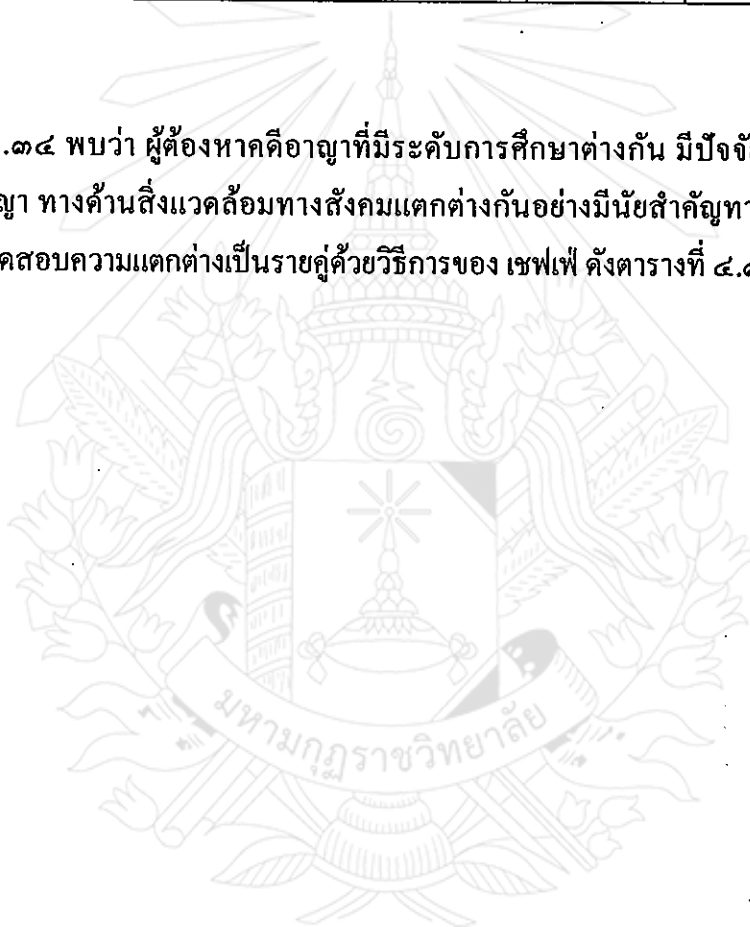 .๓๔ พบว่า ผู้ต้องหาคดีอาญาที่มีระดับการศึกษาต่างกัน มีปัจจั
ญา ทางด้านสิ่งแวดล้อมทางสังคมแตกต่างกันอย่างมีนัยสำคัญทา
ดสอบความแตกต่างเป็นรายคู่ด้วยวิธีการของ เชฟเฟ่ ดังตารางที่ ๔.
มหามกุฏราชวิทยาลัย